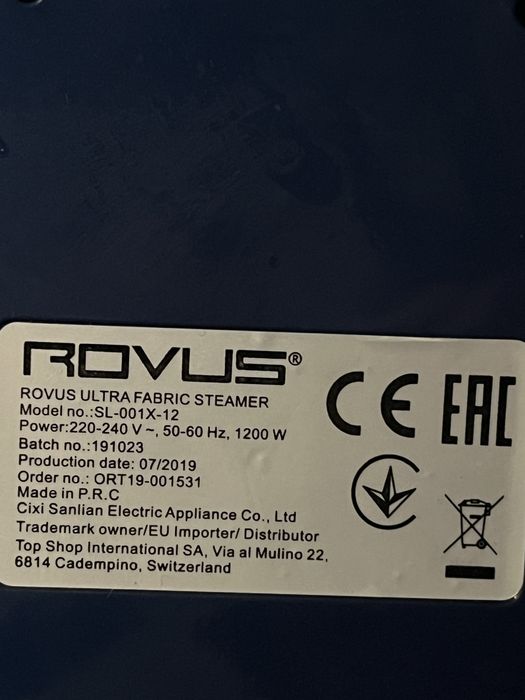 ROVUS®
ROVUS ULTRA FABRIC STEAMER
Model no.:SL-001X-12
Power:220-240 V ~, 50-60 Hz, 1200 W
Batch no.:191023
Production date: 07/2019
Order no.: ORT19-001531
Made in P.R.C
Cixi Sanlian Electric Appliance Co., Ltd
Trademark owner/EU Importer/ Distributor
Top Shop International SA, Via al Mulino 22,
6814 Cadempino, Switzerland
CE EAC